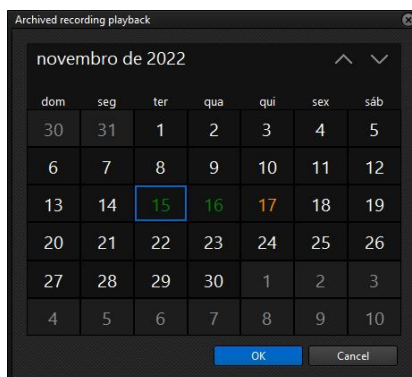 Archived recording playback
novembro de 2022
dom seg ter qua qui sex sáb
30 31 1 2 3 4 5
6 7 8 9 10 11 12
13 14 15 16 17 18 19
20 21 22 23 24 25 26
27 28 29 30 1 2 3
4 5 6 7 8 9 10
OK Cancel